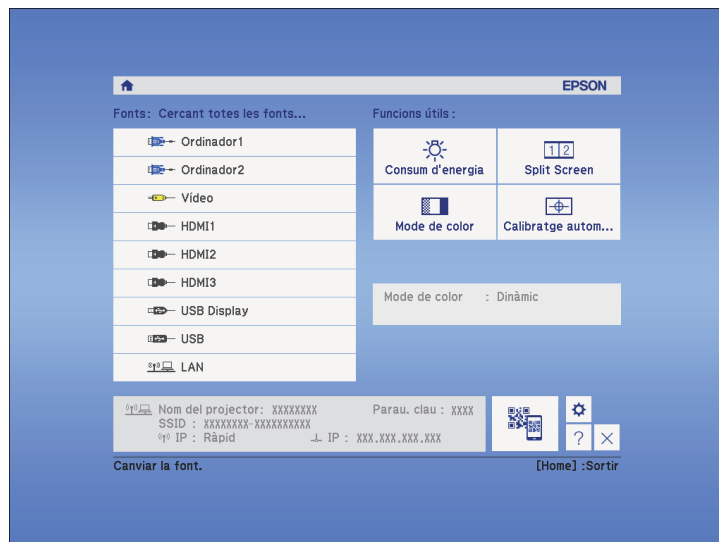 EPSON
Fonts: Cercant totes les fonts...
Ordinador1
Ordinador2
Vídeo
HDMI1
HDMI2
HDMI3
USB Display
USB
LAN
Funcions útils :
Consum d'energia
1 2
Split Screen
Mode de color
Calibratge autom...
Mode de color : Dinàmic
Nom del projector: XXXXXXXX Parau. clau : XXXX
SSID : XXXXXXXX-XXXXXXXXXX
IP : Ràpid IP : XXX.XXX.XXX.XXX
?
Canviar la font. [Home] :Sortir